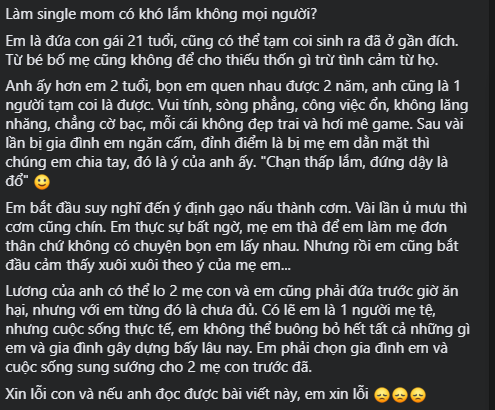 Làm single mom có khó lắm không mọi người?
Em là đứa con gái 21 tuổi, cũng có thể tạm coi sinh ra đã ở gần đích.
Từ bé bố mẹ cũng không để cho thiếu thốn gì trừ tình cảm từ họ.
Anh ấy hơn em 2 tuổi, bọn em quen nhau được 2 năm, anh cũng là 1
người tạm coi là được. Vui tính, sòng phẳng, công việc ổn, không lăng
nhăng, chẳng cờ bạc, mỗi cái không đẹp trai và hơi mê game. Sau vài
lần bị gia đình em ngăn cấm, đỉnh điểm là bị mẹ em dằn mặt thì
chúng em chia tay, đó là ý của anh ấy. "Chạn thấp lắm, đứng dậy là
đổ" 🙂
Em bắt đầu suy nghĩ đến ý định gạo nấu thành cơm. Vài lần ủ mưu thì
cơm cũng chín. Em thực sự bất ngờ, mẹ em thà để em làm mẹ đơn
thân chứ không có chuyện bọn em lấy nhau. Nhưng rồi em cũng bắt
đầu cảm thấy xuôi xuôi theo ý của mẹ em...
Lương của anh có thể lo 2 mẹ con và em cũng phải đứa trước giờ ăn
hại, nhưng với em từng đó là chưa đủ. Có lẽ em là 1 người mẹ tệ,
nhưng cuộc sống thực tế, em không thể buông bỏ hết tất cả những gì
em và gia đình gây dựng bấy lâu nay. Em phải chọn gia đình em và
cuộc sống sung sướng cho 2 mẹ con trước đã.
Xin lỗi con và nếu anh đọc được bài viết này, em xin lỗi 😞😞😞